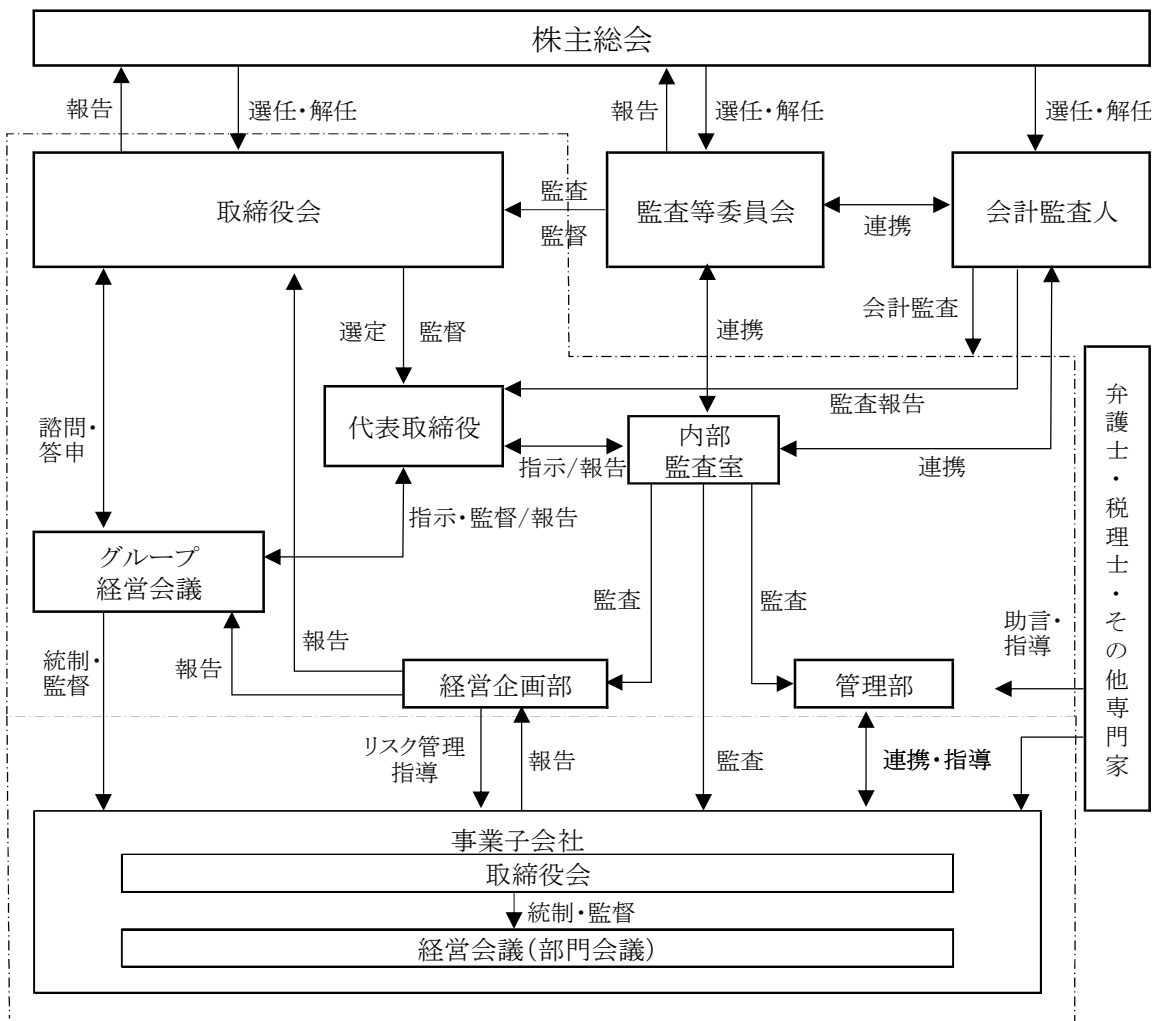 株主総会
報告
選任・解任
報告
選任・解任
選任・解任
取締役会
監査
監督
監査等委員会
連携
会計監査人
選定
監督
連携
会計監査
代表取締役
監査報告
諮問・
答申
指示/報告
内部
監査室
連携
指示・監督/報告
グループ
経営会議
監査
監査
統制・
監督
報告
報告
経営企画部
管理部
助言・
指導
弁護士・税理士・その他専門家
リスク管理
指導
報告
監査
連携・指導
事業子会社
取締役会
統制・監督
経営会議(部門会議)